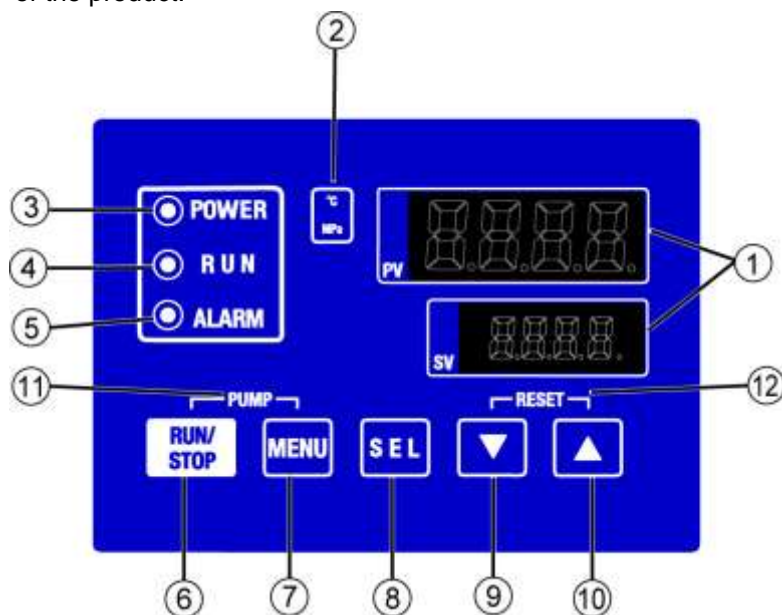 of the product.
②
③ POWER
℃
MPa
④ RUN
PV
①
⑤ ALARM
SV
⑪ PUMP
RESET ⑫
RUN/
STOP
MENU
SEL
▼
▲
⑥ ⑦ ⑧ ⑨ ⑩